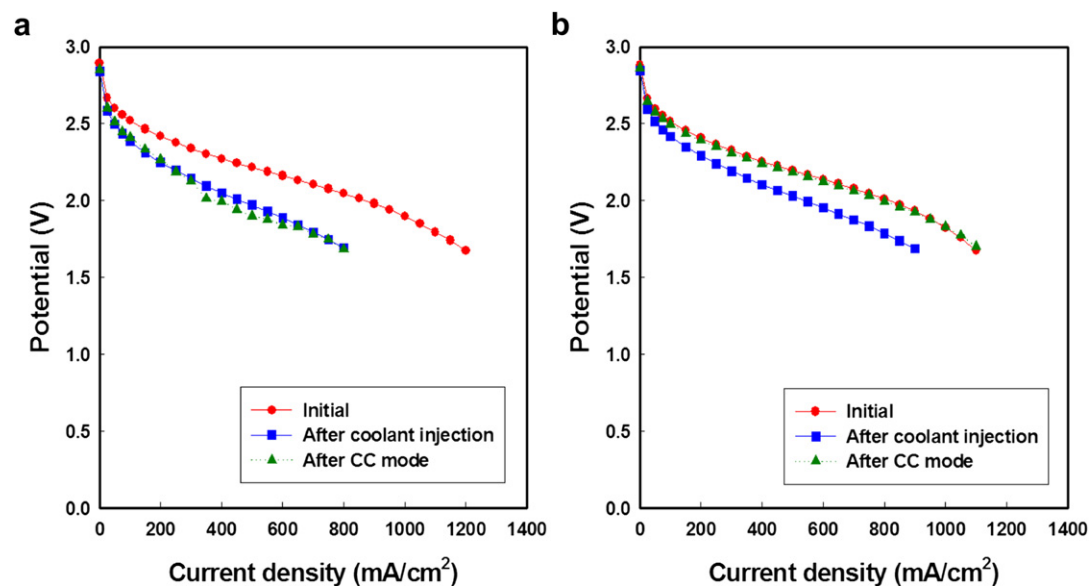 a
3.0
2.5
2.0
1.5
1.0
0.5
0.0
Potential (V)
Initial
After coolant injection
After CC mode
0 200 400 600 800 1000 1200 1400
Current density (mA/cm²)
b
3.0
2.5
2.0
1.5
1.0
0.5
0.0
Potential (V)
Initial
After coolant injection
After CC mode
0 200 400 600 800 1000 1200 1400
Current density (mA/cm²)